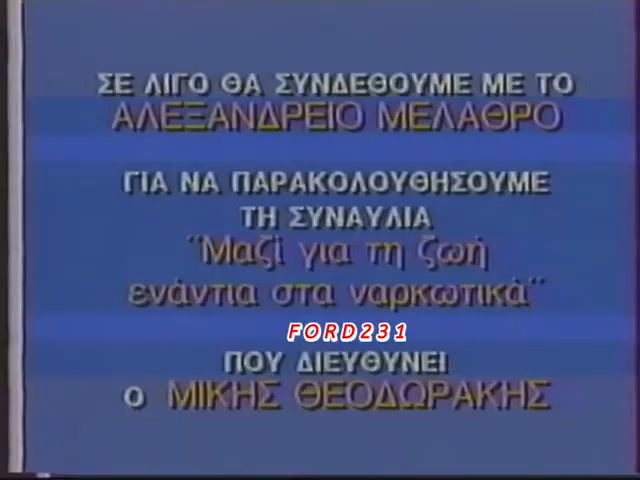 ΣΕ ΛΙΓΟ ΘΑ ΣΥΝΔΕΘΟΥΜΕ ΜΕ ΤΟ
ΑΛΕΞΑΝΔΡΕΙΟ ΜΕΛΑΘΡΟ
ΓΙΑ ΝΑ ΠΑΡΑΚΟΛΟΥΘΗΣΟΥΜΕ
ΤΗ ΣΥΝΑΥΛΙΑ
¨Μαζί για τη ζωή
ενάντια στα ναρκωτικά¨
FORD231
ΠΟΥ ΔΙΕΥΘΥΝΕΙ
ο ΜΙΚΗΣ ΘΕΟΔΩΡΑΚΗΣ